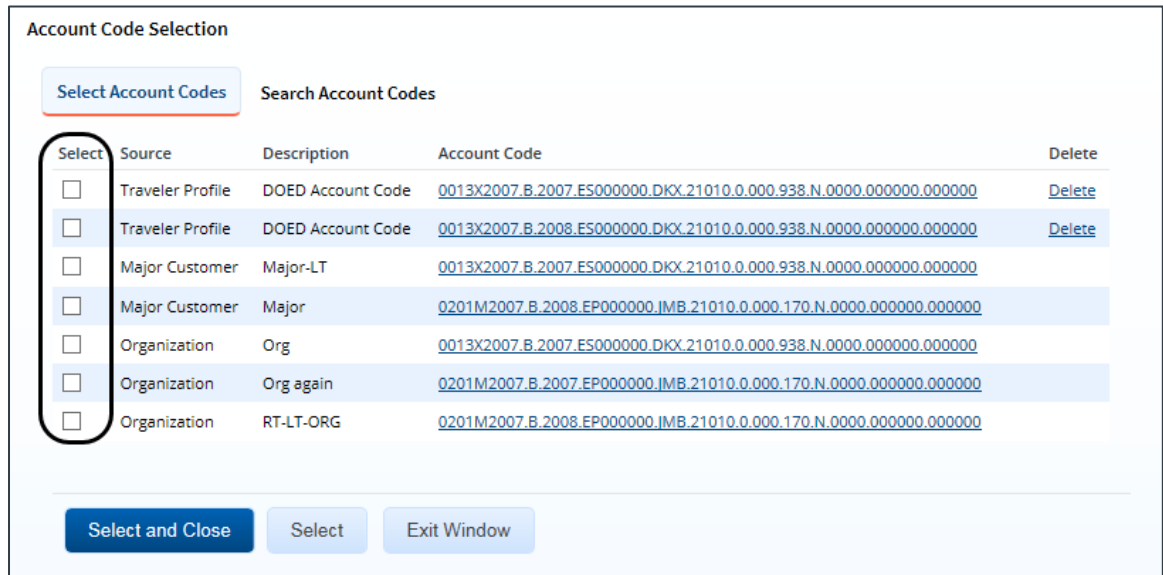 Account Code Selection
Select Account Codes Search Account Codes
Select Source Description Account Code Delete
Traveler Profile DOED Account Code 0013X2007.B.2007.ES000000.DKX.21010.0.000.938.N.0000.000000.000000 Delete
Traveler Profile DOED Account Code 0013X2007.B.2008.ES000000.DKX.21010.0.000.938.N.0000.000000.000000 Delete
Major Customer Major-LT 0013X2007.B.2007.ES000000.DKX.21010.0.000.938.N.0000.000000.000000
Major Customer Major 0201M2007.B.2008.EP000000.JMB.21010.0.000.170.N.0000.000000.000000
Organization Org 0013X2007.B.2007.ES000000.DKX.21010.0.000.938.N.0000.000000.000000
Organization Org again 0201M2007.B.2007.EP000000.JMB.21010.0.000.170.N.0000.000000.000000
Organization RT-LT-ORG 0201M2007.B.2008.EP000000.JMB.21010.0.000.170.N.0000.000000.000000
Select and Close Select Exit Window